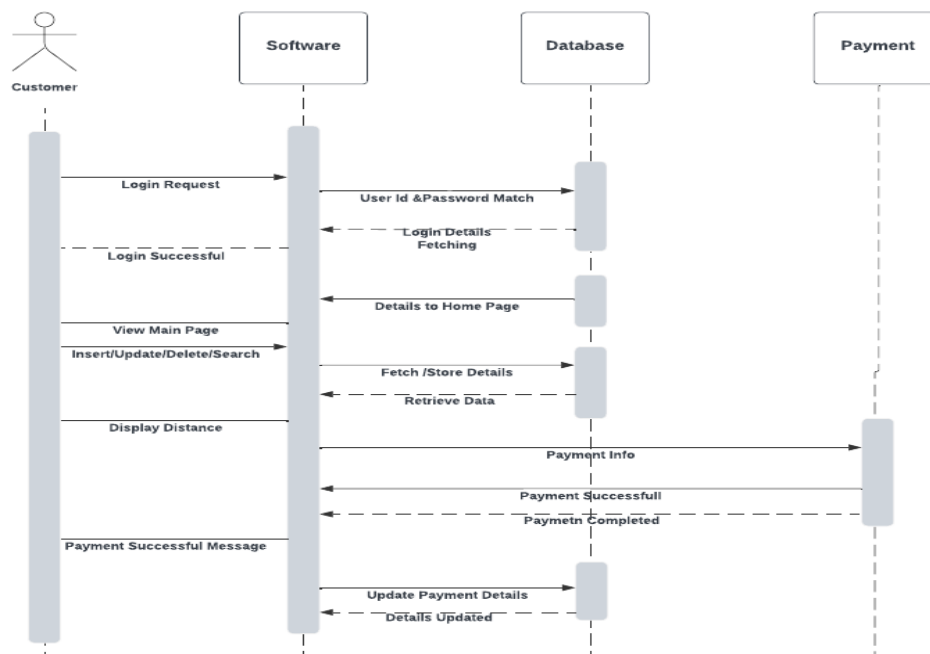 Software
Database
Payment
Customer
Login Request
User Id &Password Match
Login Details
Fetching
Login Successful
Details to Home Page
View Main Page
Insert/Update/Delete/Search
Fetch /Store Details
Retrieve Data
Display Distance
Payment Info
Payment Successfull
Paymetn Completed
Payment Successful Message
Update Payment Details
Details Updated